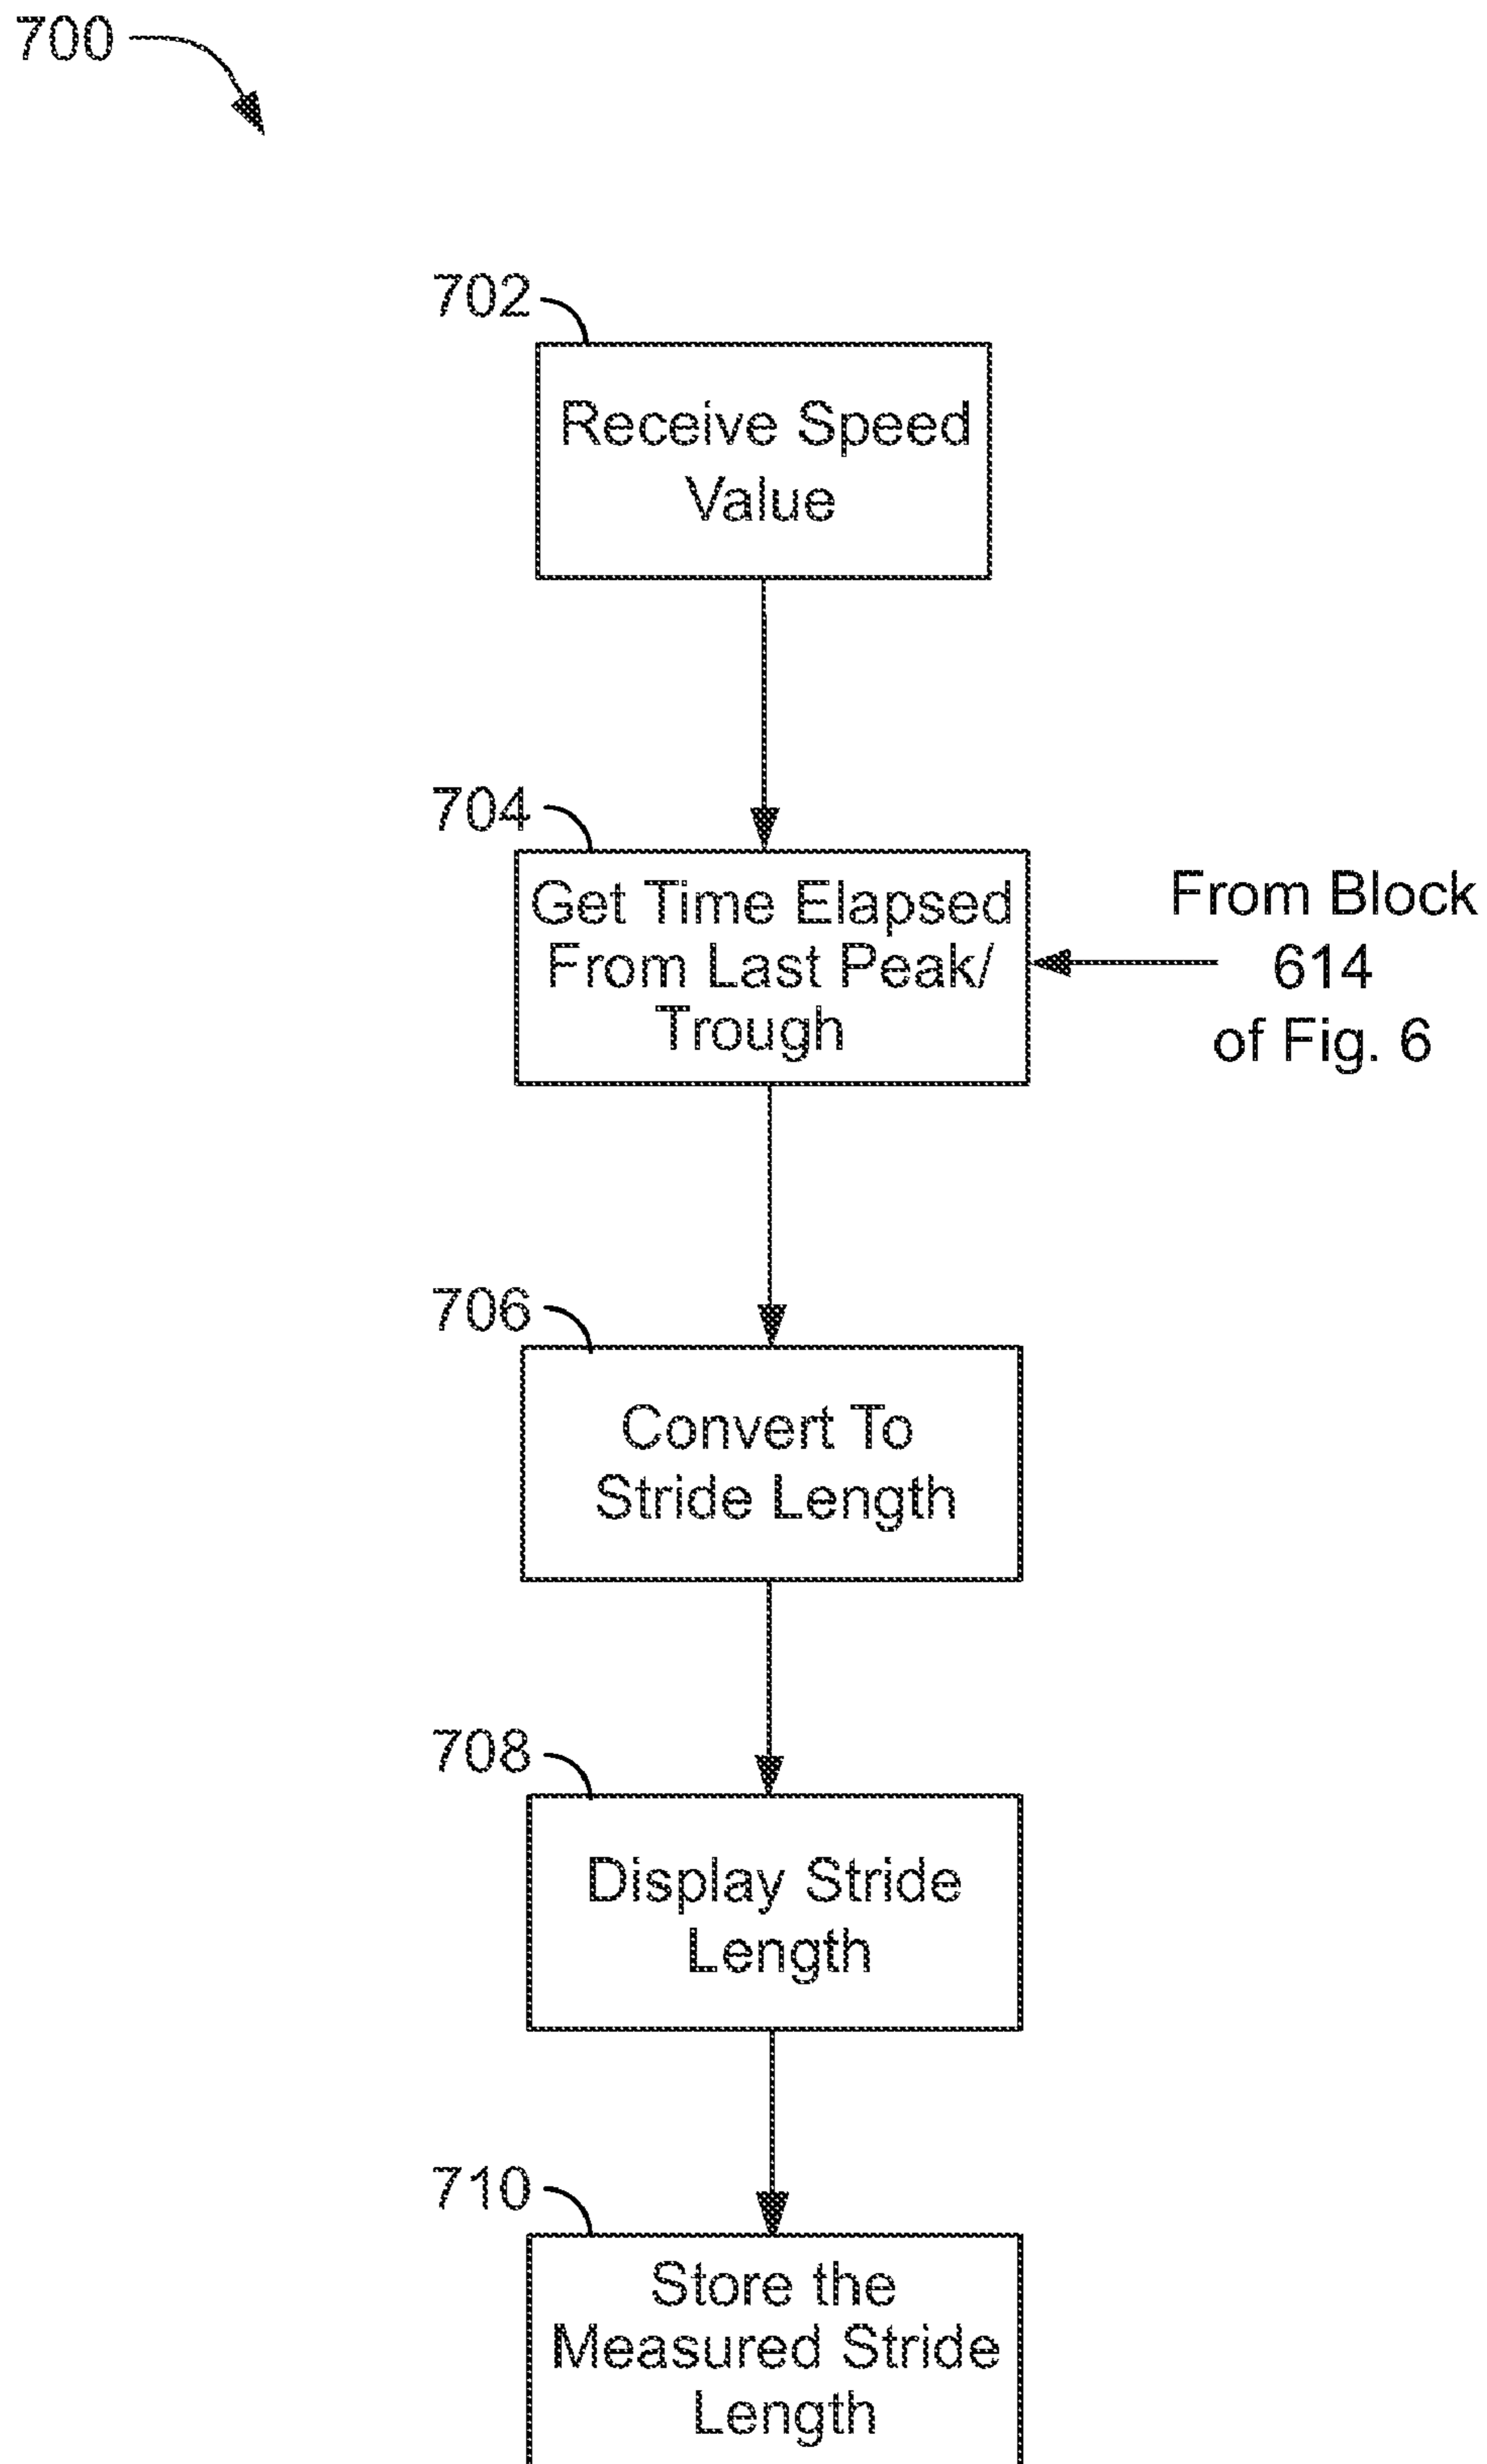 700
702
Receive Speed
Value
704
Get Time Elapsed
From Last Peak/
Trough
From Block
614
of Fig. 6
706
Convert To
Stride Length
708
Display Stride
Length
710
Store the
Measured Stride
Length